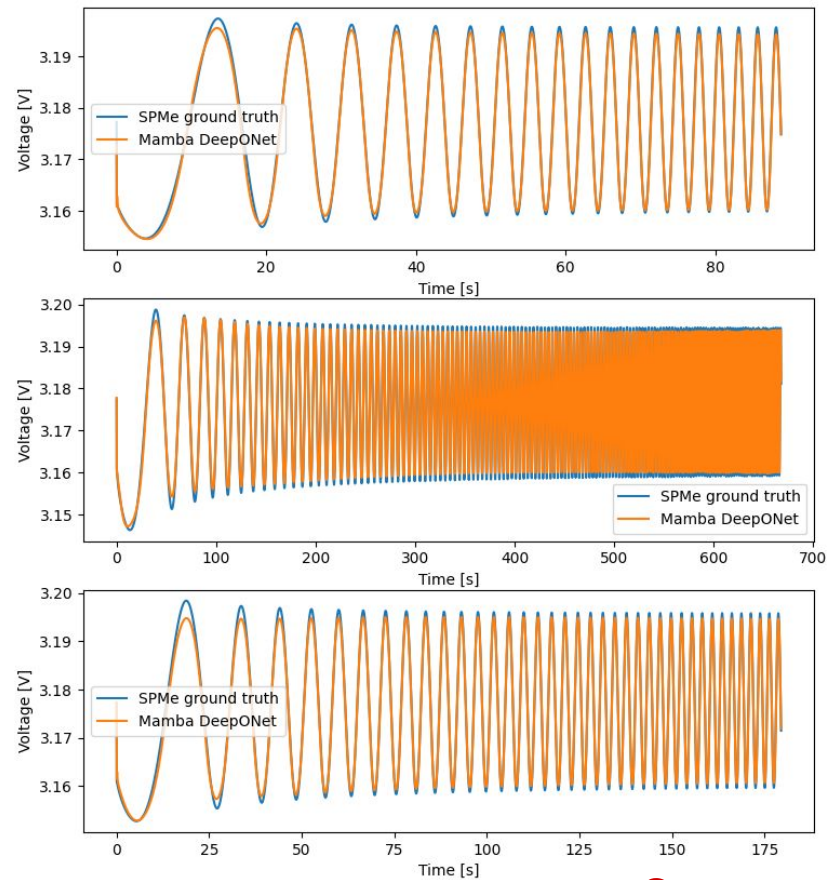 3.19
3.18
3.17
3.16
Voltage [V]
SPMe ground truth
Mamba DeepONet
0 20 40 60 80
Time [s]
3.20
3.19
3.18
3.17
3.16
3.15
Voltage [V]
SPMe ground truth
Mamba DeepONet
0 100 200 300 400 500 600 700
Time [s]
3.20
3.19
3.18
3.17
3.16
Voltage [V]
SPMe ground truth
Mamba DeepONet
0 25 50 75 100 125 150 175
Time [s]